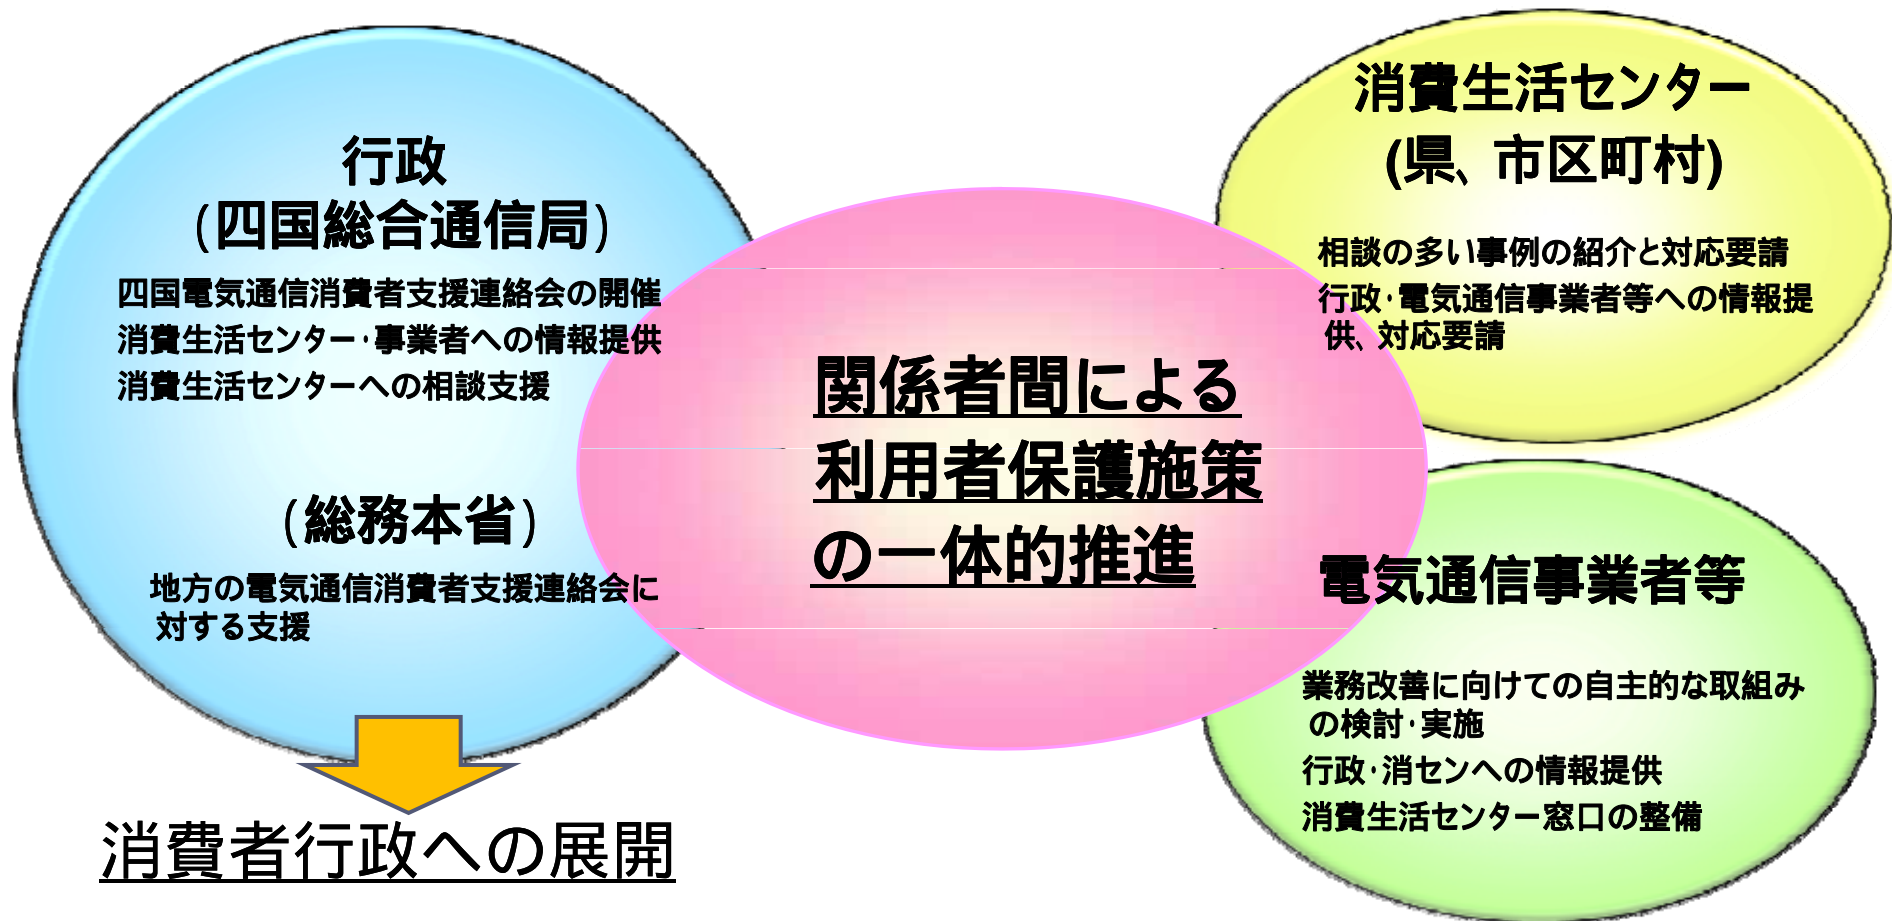 行政
(四国総合通信局)
四国電気通信消費者支援連絡会の開催
消費生活センター・事業者への情報提供
消費生活センターへの相談支援
(総務本省)
地方の電気通信消費者支援連絡会に
対する支援
消費者行政への展開
関係者間による
利用者保護施策
の一体的推進
消費生活センター
(県、市区町村)
相談の多い事例の紹介と対応要請
行政・電気通信事業者等への情報提
供、対応要請
電気通信事業者等
業務改善に向けての自主的な取組み
の検討・実施
行政・消センへの情報提供
消費生活センター窓口の整備